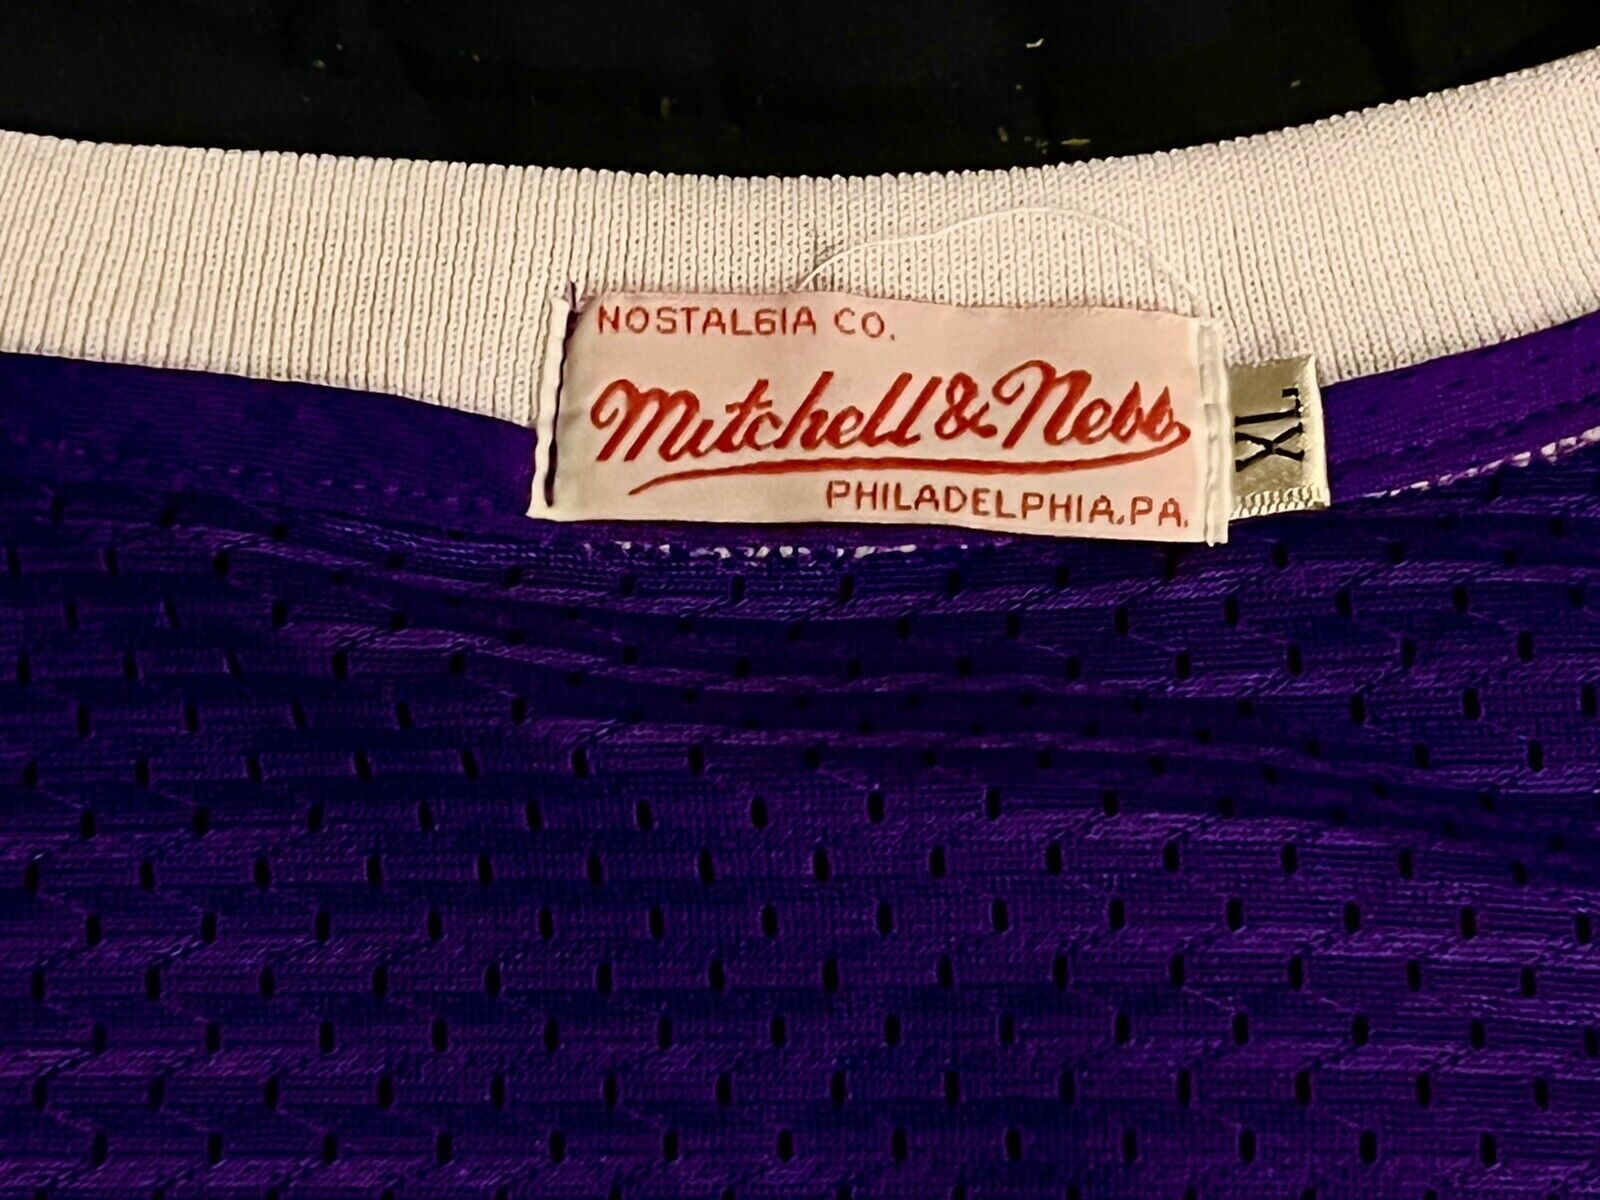 NOSTALGIA CO.
Mitchell & Ness
PHILADELPHIA, PA.
XL